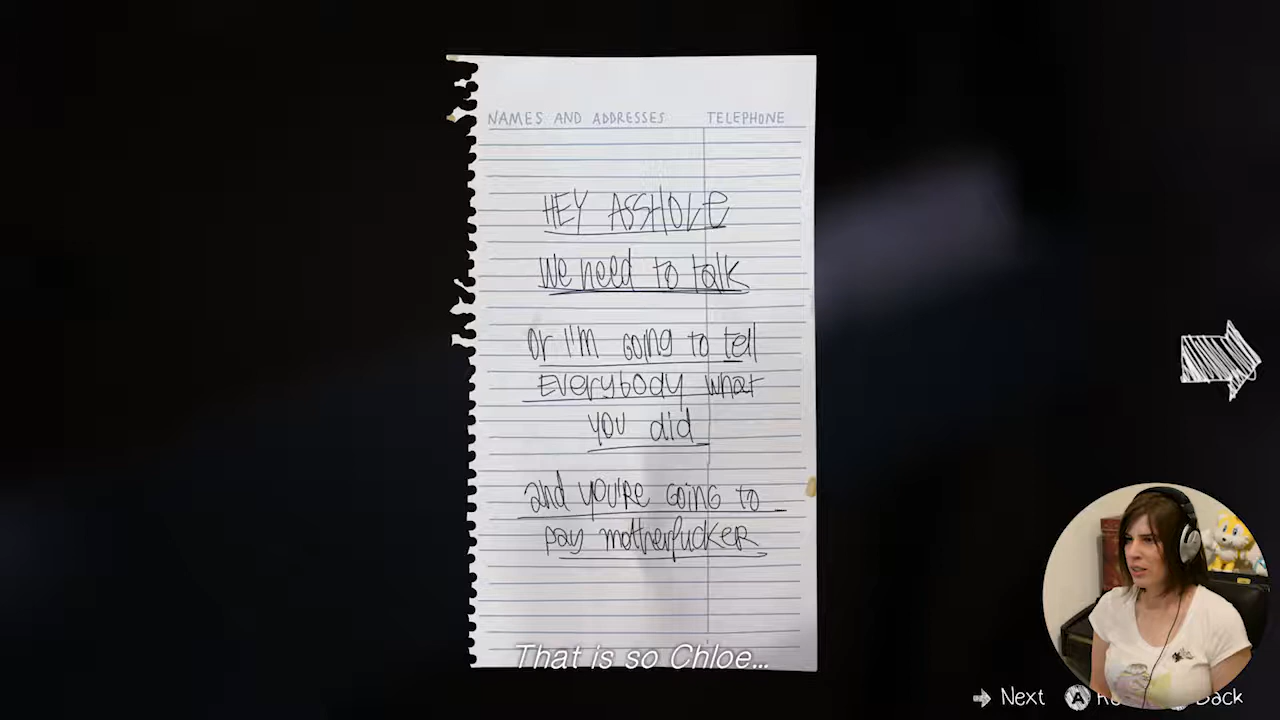 NAMES AND ADDRESSES TELEPHONE
HEY ASSHOLE
We need to talk
Or I'm going to tell
EVERYBODY what
you did
and you're going to
pay motherfucker
That is so Chloe...
Next A Back